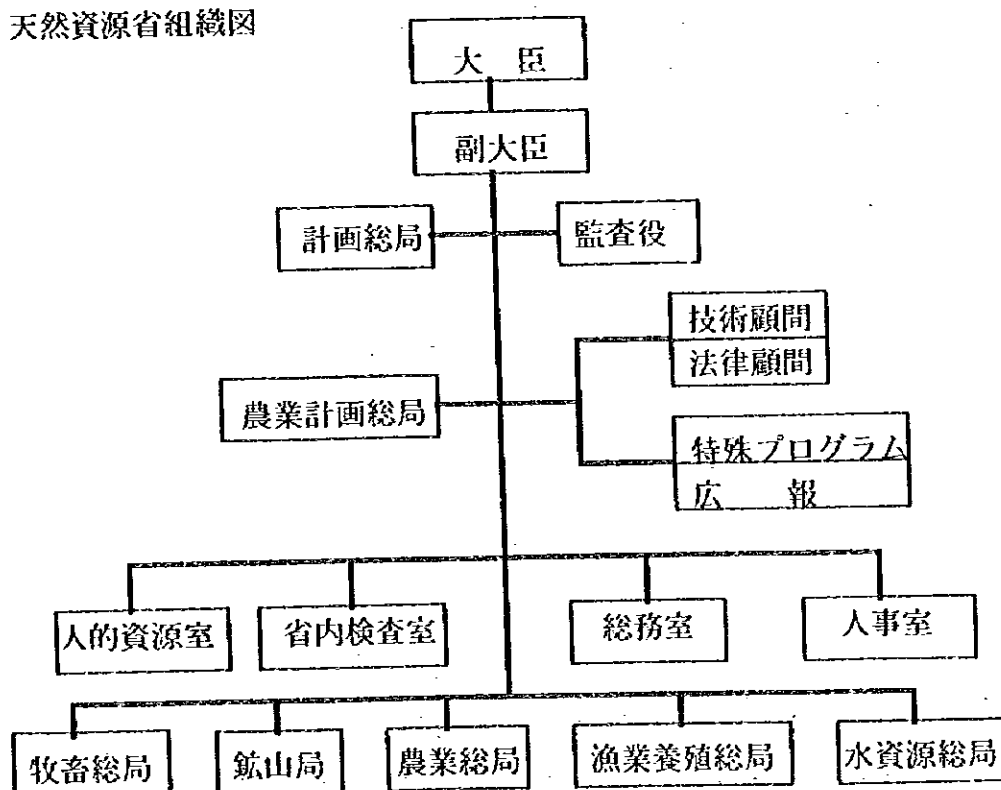 天然資源省組織図
大 臣
副大臣
計画総局
監査役
技術顧問
法律顧問
農業計画総局
特殊プログラム
広 報
人的資源室
省内検査室
総務室
人事室
牧畜総局
鉱山局
農業総局
漁業養殖総局
水資源総局